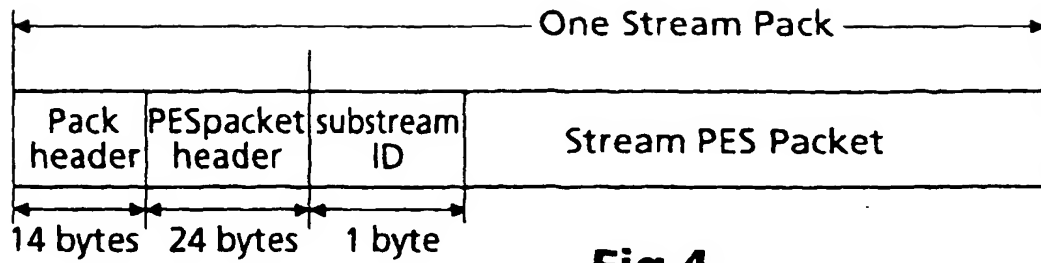 One Stream Pack
Pack header
PESpacket header
substream ID
Stream PES Packet
14 bytes
24 bytes
1 byte
Fig 4